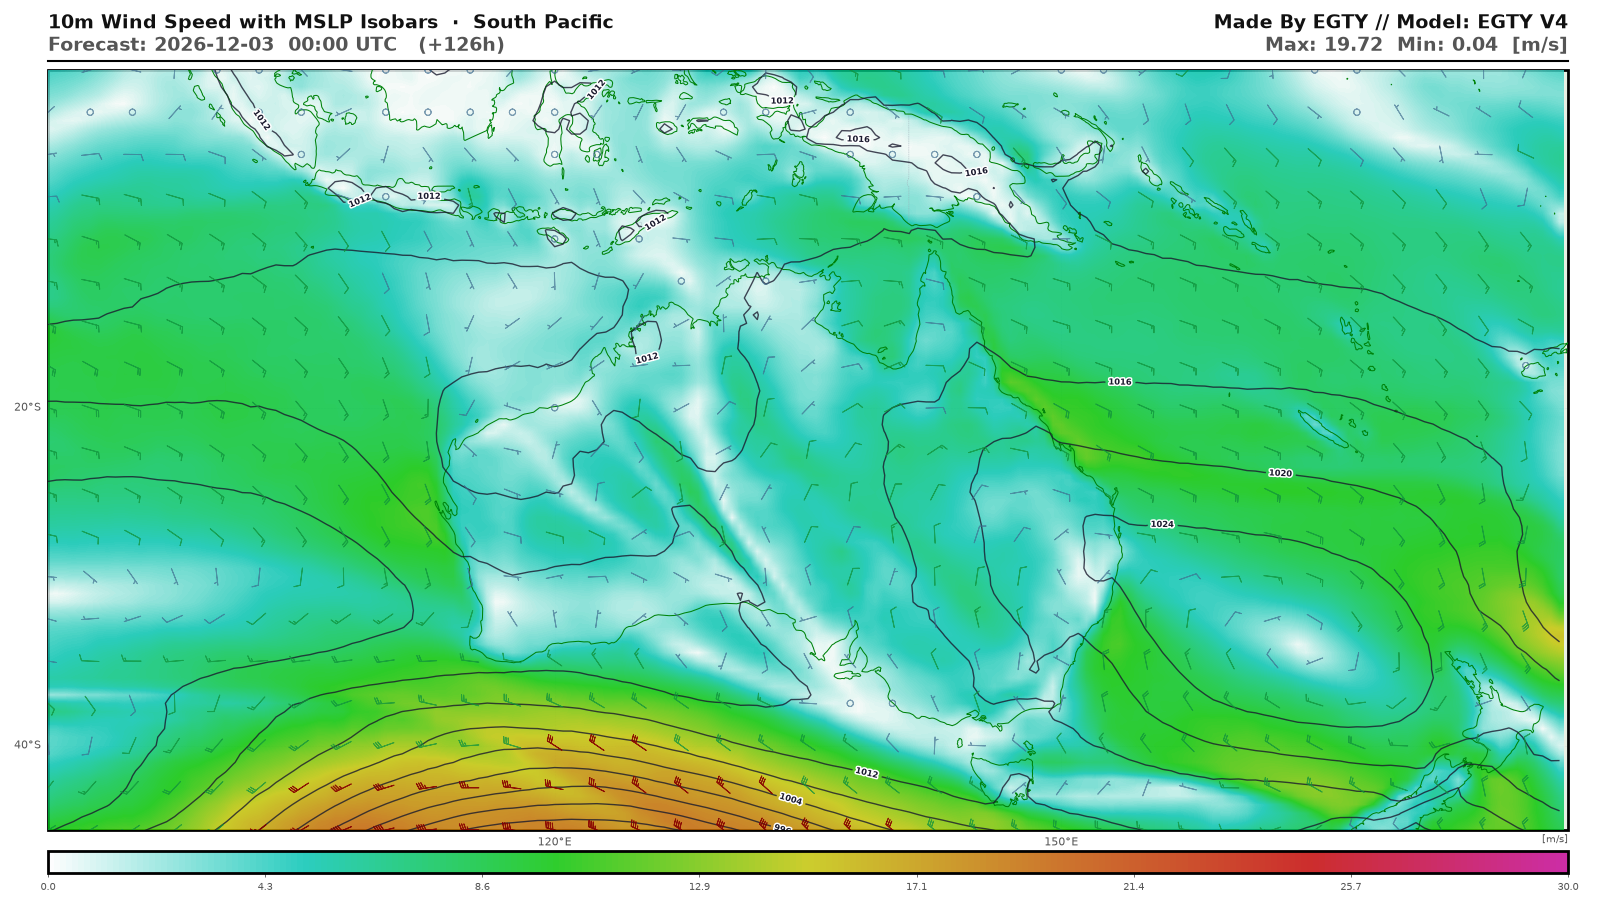 10m Wind Speed with MSLP Isobars · South Pacific
Made By EGTY // Model: EGTY V4
Forecast: 2026-12-03 00:00 UTC (+126h)
Max: 19.72 Min: 0.04 [m/s]
1012
1012
1012
1016
1016
1012
1012
1012
1012
1016
20°S
1020
1024
40°S
1012
1004
996
120°E
150°E
[m/s]
0.0
4.3
8.6
12.9
17.1
21.4
25.7
30.0